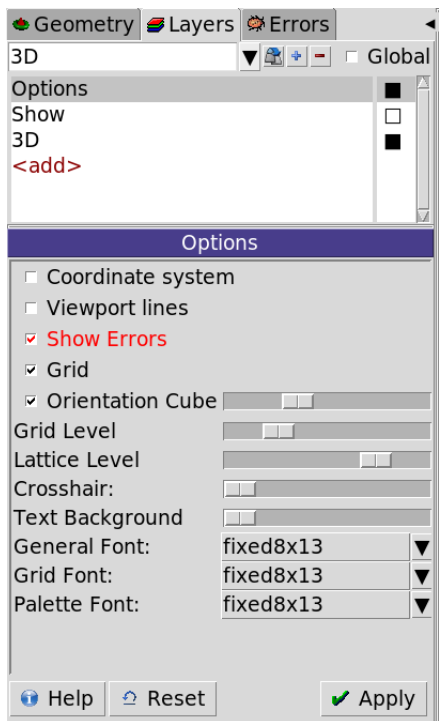 Geometry Layers Errors
3D Global
Options
Show
3D
<add>
Options
Coordinate system
Viewport lines
Show Errors
Grid
Orientation Cube
Grid Level
Lattice Level
Crosshair:
Text Background
General Font: fixed8x13
Grid Font: fixed8x13
Palette Font: fixed8x13
Help Reset Apply